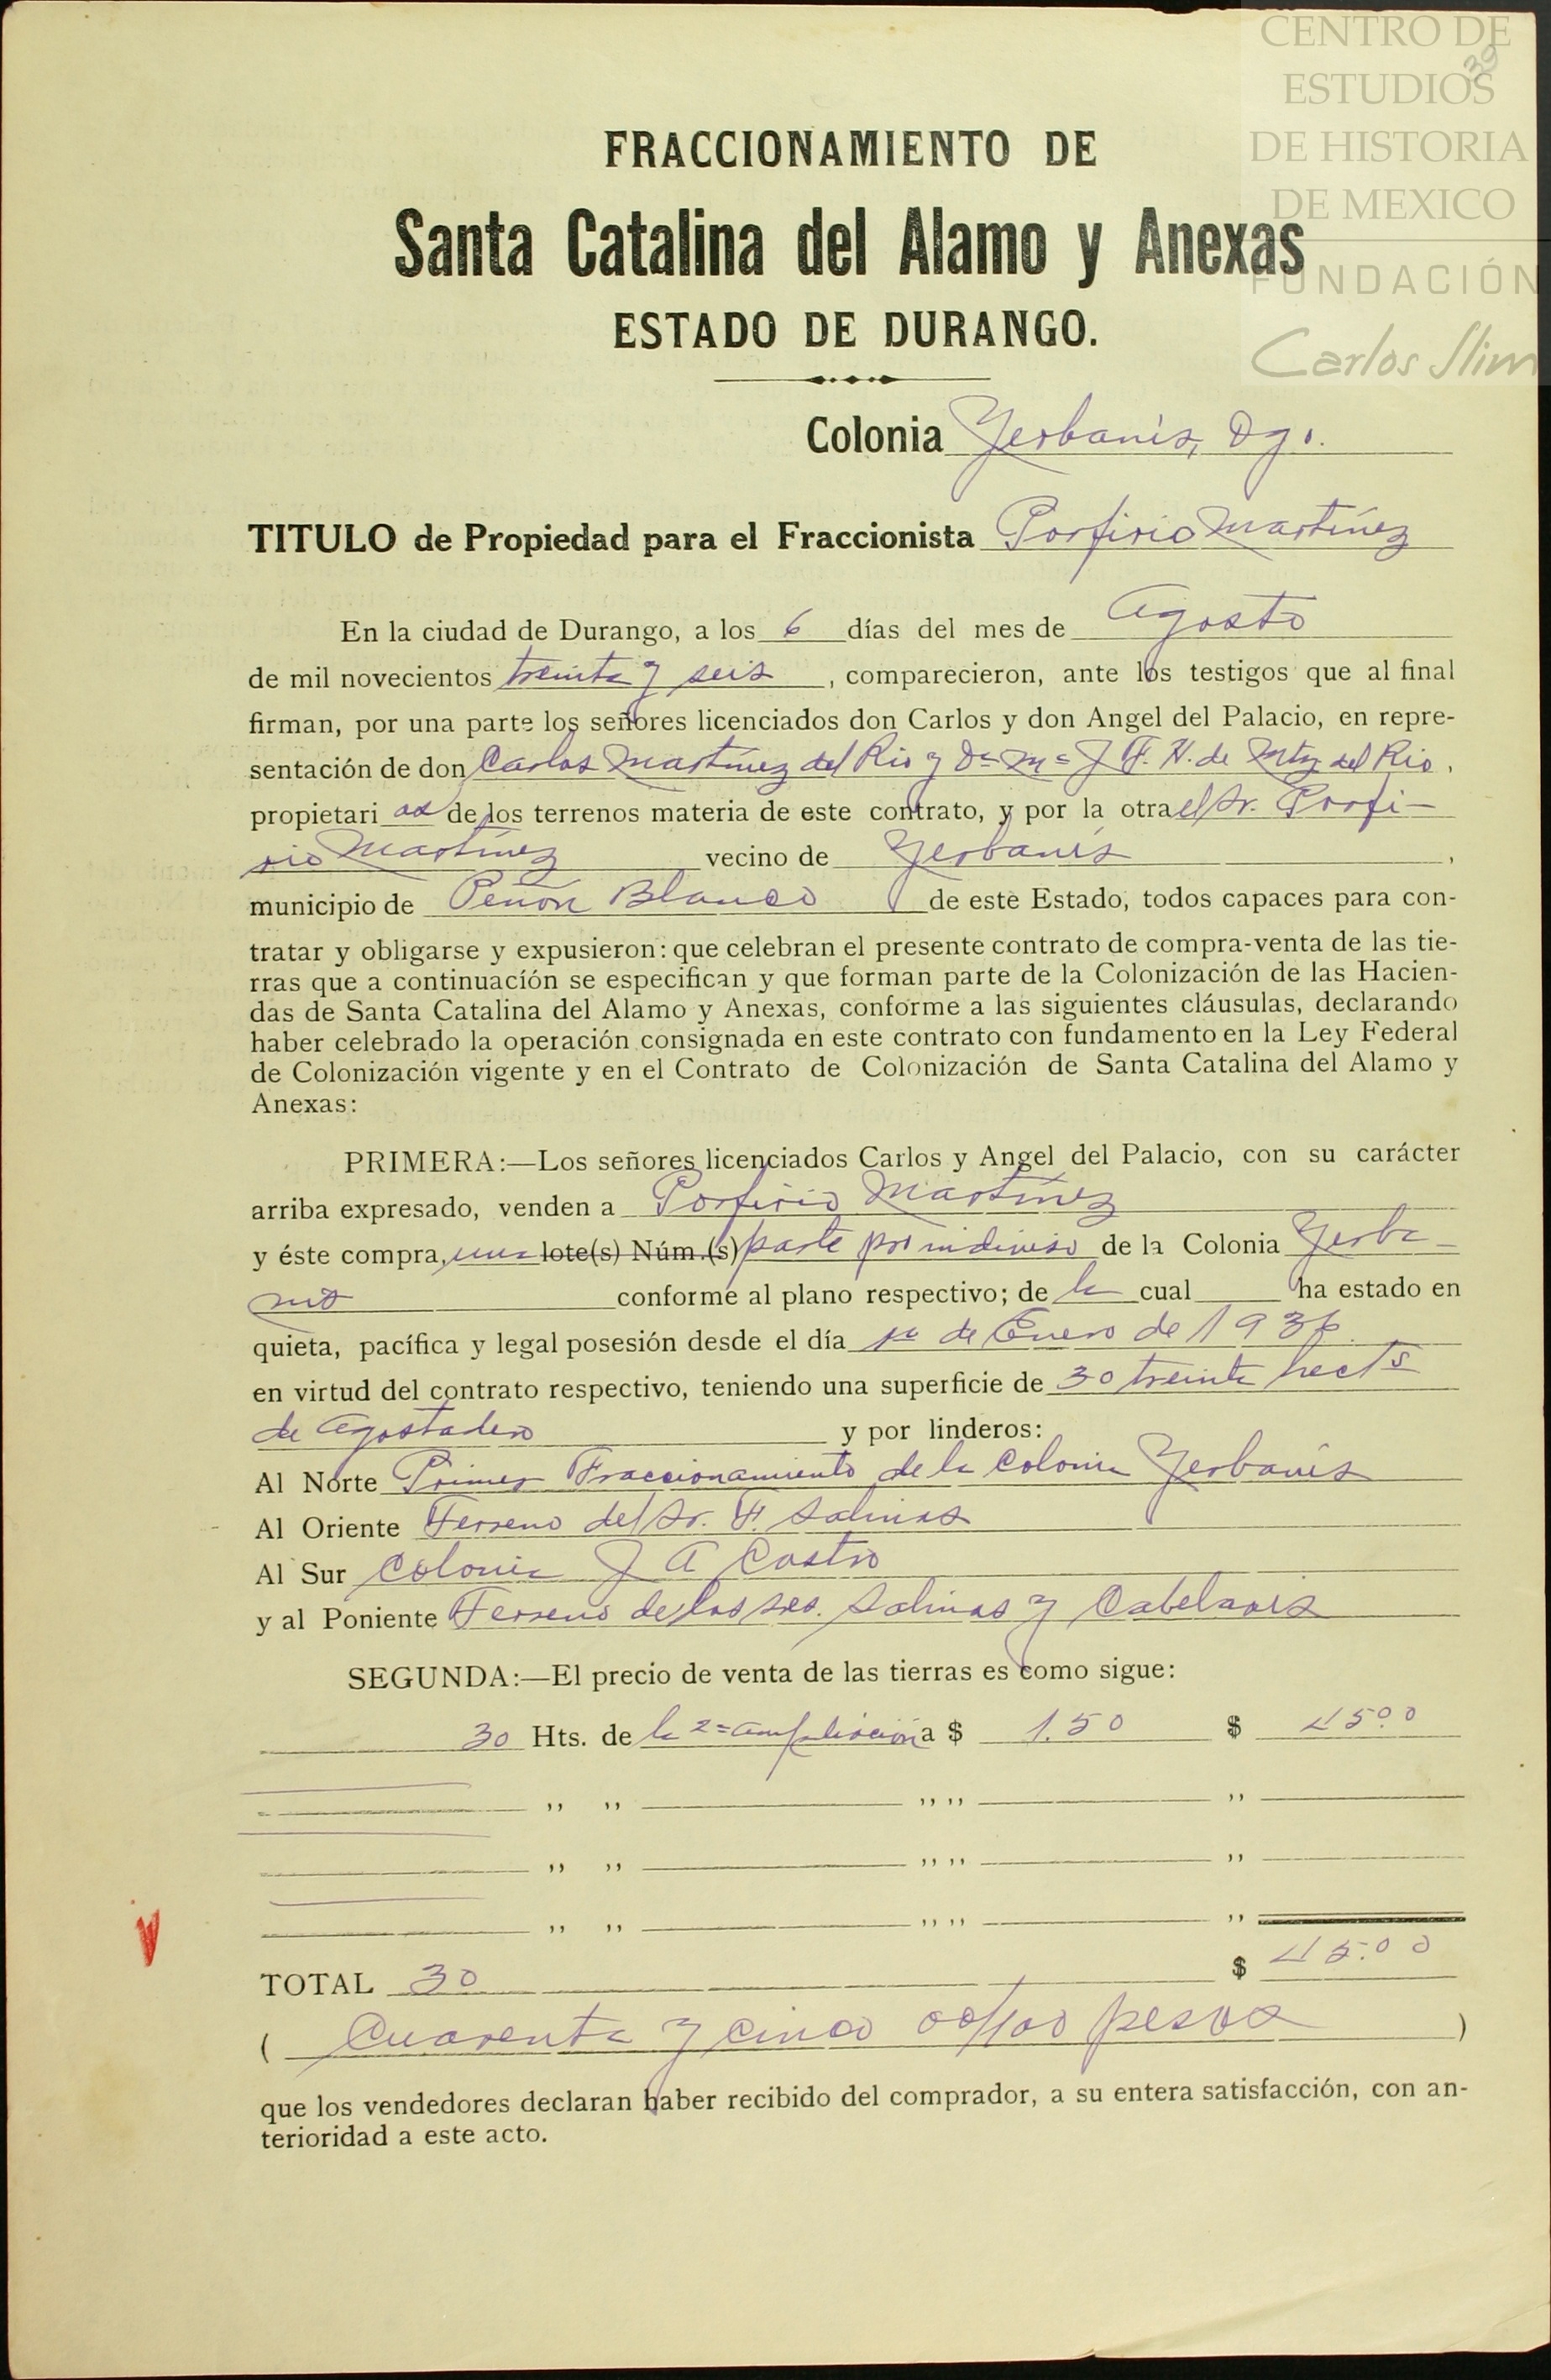 CENTRO DE
ESTUDIOS
DE HISTORIA
DE MEXICO
FUNDACIÓN
Carlos Slim
39
FRACCIONAMIENTO DE
Santa Catalina del Alamo y Anexas
ESTADO DE DURANGO.
Colonia Yerbanis, Dgo.
TITULO de Propiedad para el Fraccionista Porfirio Martínez
En la ciudad de Durango, a los 6 días del mes de Agosto
de mil novecientos treinta y seis, comparecieron, ante los testigos que al final
firman, por una parte los señores licenciados don Carlos y don Angel del Palacio, en repre-
sentación de don Carlos Martínez del Rio y Da Ma J F. N. de Mtz del Rio,
propietari os de los terrenos materia de este contrato, y por la otra el Sr. Porfi-
rio Martínez vecino de Yerbanís,
municipio de Peñón Blanco de este Estado, todos capaces para con-
tratar y obligarse y expusieron: que celebran el presente contrato de compra-venta de las tie-
rras que a continuacíón se especifican y que forman parte de la Colonización de las Hacien-
das de Santa Catalina del Alamo y Anexas, conforme a las siguientes cláusulas, declarando
haber celebrado la operación consignada en este contrato con fundamento en la Ley Federal
de Colonización vigente y en el Contrato de Colonización de Santa Catalina del Alamo y
Anexas:
PRIMERA:—Los señores licenciados Carlos y Angel del Palacio, con su carácter
arriba expresado, venden a Porfirio Martínez
y éste compra, una lote(s) Núm.(s) parte proindiviso de la Colonia Yerba-
nis conforme al plano respectivo; de la cual ha estado en
quieta, pacífica y legal posesión desde el día 1o de Enero de 1936
en virtud del contrato respectivo, teniendo una superficie de 30 treinta hects
de Agostadero y por linderos:
Al Norte Primer Fraccionamiento de la Colonia Yerbanís
Al Oriente Terreno del Sr. F. Salinas
Al Sur Colonia J A Castro
y al Poniente Terreno de los sres. Salinas y
SEGUNDA:—El precio de venta de las tierras es como sigue:
30 Hts. de la 2a ampliación a $ 1.50 $ 45.00
,, ,, ,, ,, ,,
,, ,, ,, ,, ,,
,, ,, ,, ,, ,,
TOTAL 30 $ 45.00
( Cuarenta y cinco 00/100 pesos )
que los vendedores declaran haber recibido del comprador, a su entera satisfacción, con an-
terioridad a este acto.